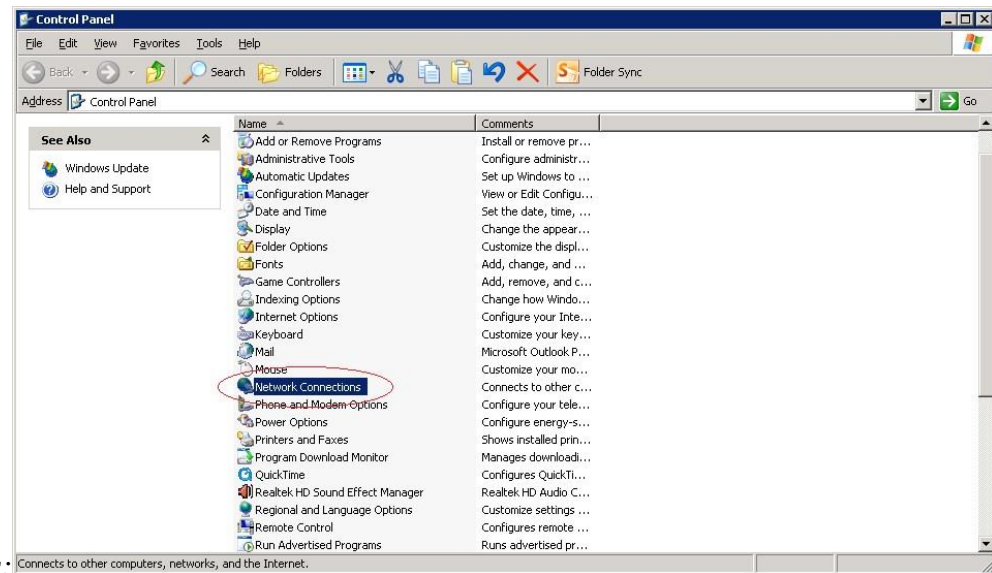 Control Panel
File Edit View Favorites Tools Help
Back Search Folders Folder Sync
Address Control Panel Go
Name Comments
See Also
Windows Update
Help and Support
Add or Remove Programs Install or remove pr...
Administrative Tools Configure administr...
Automatic Updates Set up Windows to ...
Configuration Manager View or Edit Configu...
Date and Time Set the date, time, ...
Display Change the appear...
Folder Options Customize the displ...
Fonts Add, change, and ...
Game Controllers Add, remove, and c...
Indexing Options Change how Windo...
Internet Options Configure your Inte...
Keyboard Customize your key...
Mail Microsoft Outlook P...
Mouse Customize your mo...
Network Connections Connects to other c...
Phone and Modem Options Configure your tele...
Power Options Configure energy-s...
Printers and Faxes Shows installed prin...
Program Download Monitor Manages downloadi...
QuickTime Configures QuickTi...
Realtek HD Sound Effect Manager Realtek HD Audio C...
Regional and Language Options Customize settings ...
Remote Control Configures remote ...
Run Advertised Programs Runs advertised pr...
Connects to other computers, networks, and the Internet.